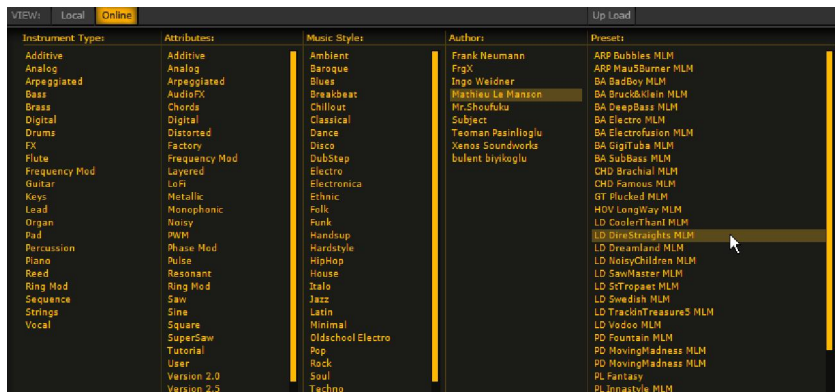 VIEW: Local Online Up Load
Instrument Type:
Additive
Analog
Arpeggiated
Bass
Brass
Digital
Drums
FX
Flute
Frequency Mod
Guitar
Keys
Lead
Organ
Pad
Percussion
Piano
Reed
Ring Mod
Sequence
Strings
Vocal
Attributes:
Additive
Analog
Arpeggiated
AudioFX
Chords
Digital
Distorted
Factory
Frequency Mod
Layered
LoFi
Metallic
Monophonic
Noisy
PWM
Phase Mod
Pulse
Resonant
Ring Mod
Saw
Sine
Square
SuperSaw
Tutorial
User
Version 2.0
Version 2.5
Music Style:
Ambient
Baroque
Blues
Breakbeat
Chillout
Classical
Dance
Disco
DubStep
Electro
Electronica
Ethnic
Folk
Funk
Handsup
Hardstyle
HipHop
House
Italo
Jazz
Latin
Minimal
Oldschool Electro
Pop
Rock
Soul
Techno
Author:
Frank Neumann
FrgX
Ingo Weidner
Mathieu Le Manson
Mr.Shoufuku
Subject
Teoman Pasinlioglu
Xenos Soundworks
bulent biyikoglu
Preset:
ARP Bubbles MLM
ARP Mau5Burner MLM
BA BadBoy MLM
BA Bruck&Klein MLM
BA DeepBass MLM
BA Electro MLM
BA Electrofusion MLM
BA GigiTuba MLM
BA SubBass MLM
CHD Brachial MLM
CHD Famous MLM
GT Plucked MLM
HOV LongWay MLM
LD CoolerThanI MLM
LD DireStraights MLM
LD Dreamland MLM
LD NoisyChildren MLM
LD SawMaster MLM
LD StTropaet MLM
LD Swedish MLM
LD TrackinTreasure5 MLM
LD Vodoo MLM
PD Fountain MLM
PD MovingMadness MLM
PD MovingMadness MLM
PL Fantasy
PL Innastyle MLM